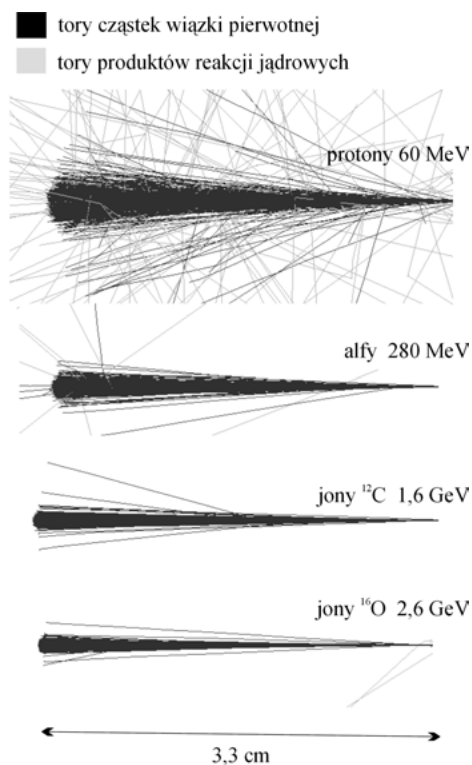 tory cząstek wiązki pierwotnej
tory produktów reakcji jądrowych
protony 60 MeV
alfy 280 MeV
jony ¹²C 1,6 GeV
jony ¹⁶O 2,6 GeV
3,3 cm